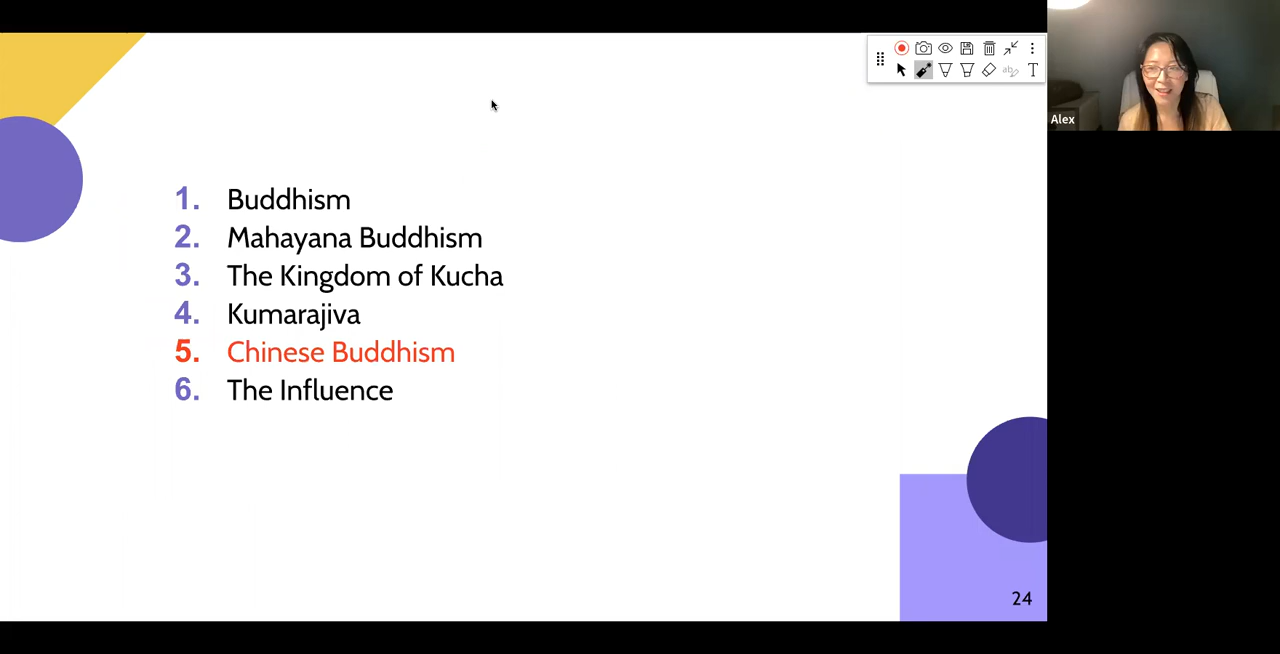 1. Buddhism
2. Mahayana Buddhism
3. The Kingdom of Kucha
4. Kumarajiva
5. Chinese Buddhism
6. The Influence
24
ab
T
Alex